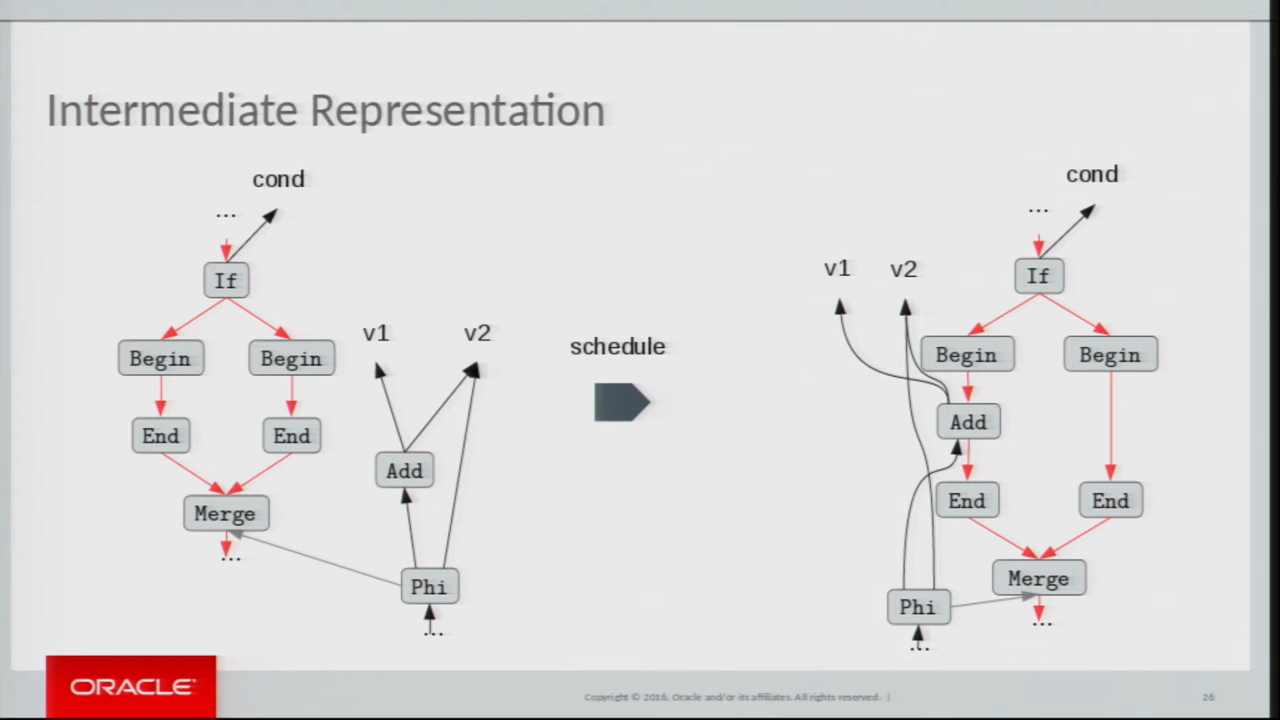 Intermediate Representation
cond
...
If
Begin
Begin
End
End
Merge
...
v1
v2
Add
Phi
...
schedule
cond
...
If
v1
v2
Begin
Begin
Add
End
End
Merge
...
Phi
...
ORACLE®
Copyright © 2016, Oracle and/or its affiliates. All rights reserved. |
26